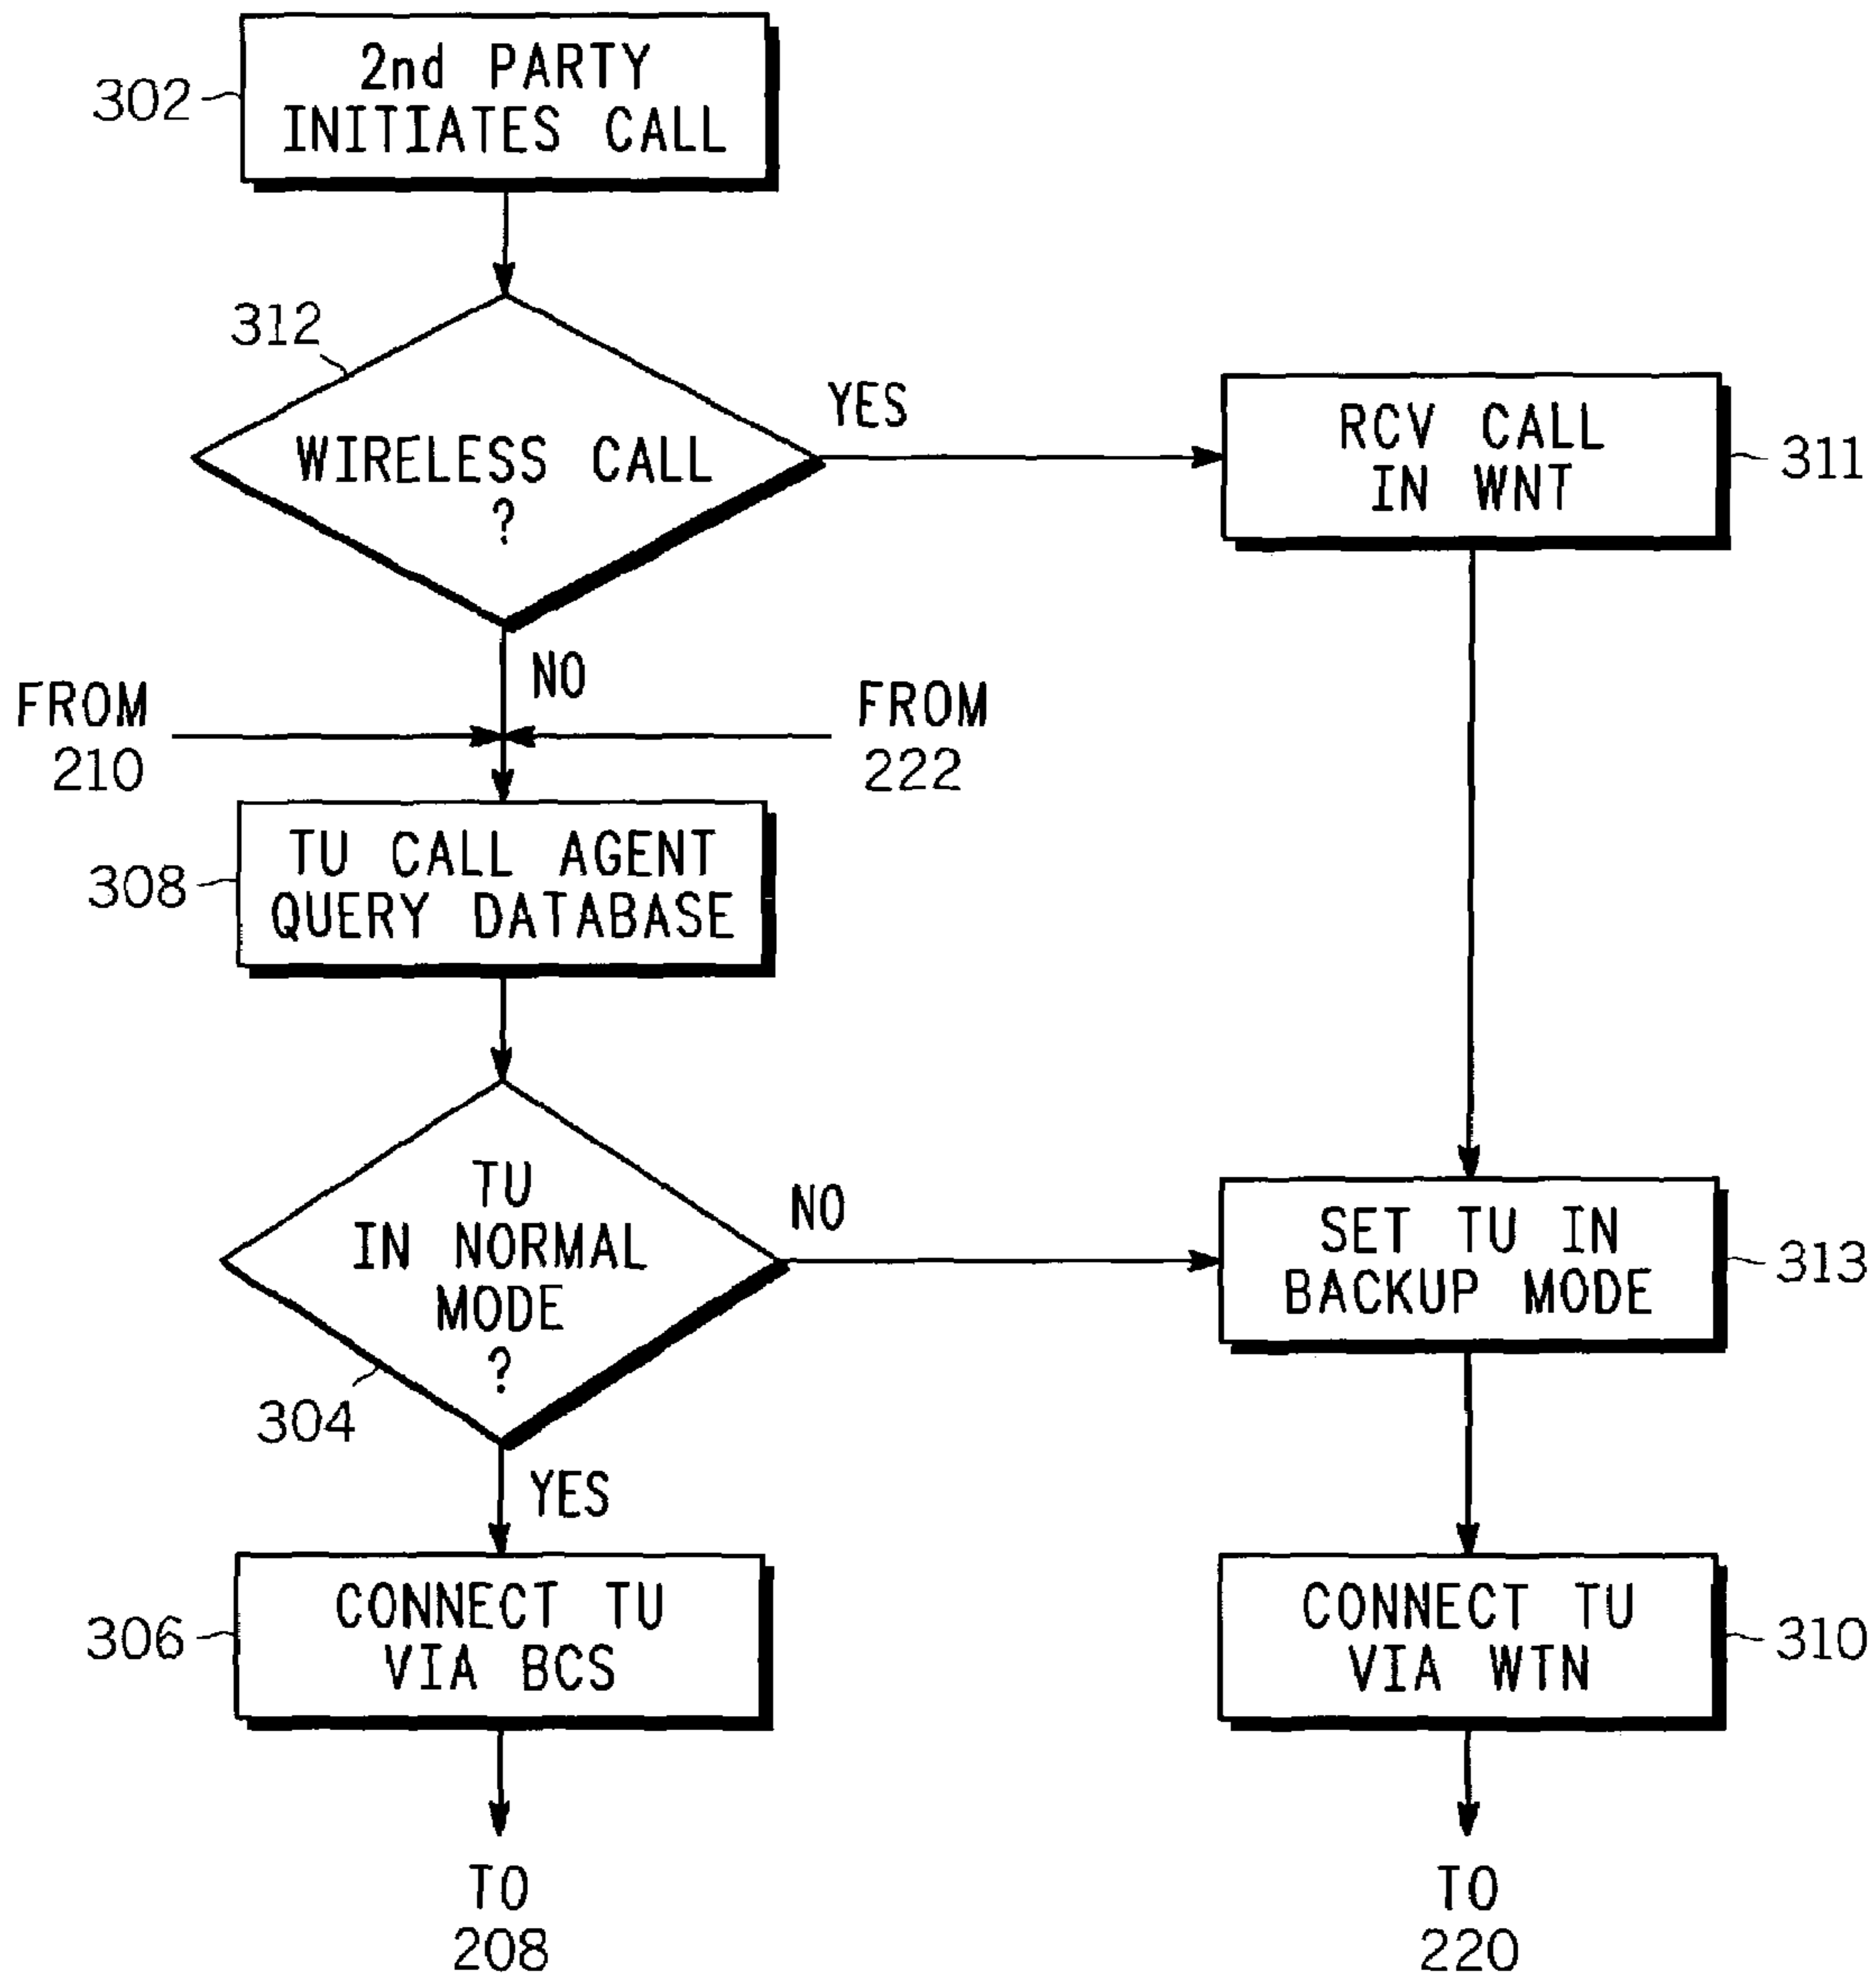 2nd PARTY
INITIATES CALL
302
312
WIRELESS CALL
?
YES
RCV CALL
IN WNT
311
NO
FROM
210
FROM
222
TU CALL AGENT
QUERY DATABASE
308
TU
IN NORMAL
MODE
?
304
NO
SET TU IN
BACKUP MODE
313
YES
CONNECT TU
VIA BCS
306
CONNECT TU
VIA WTN
310
TO
208
TO
220